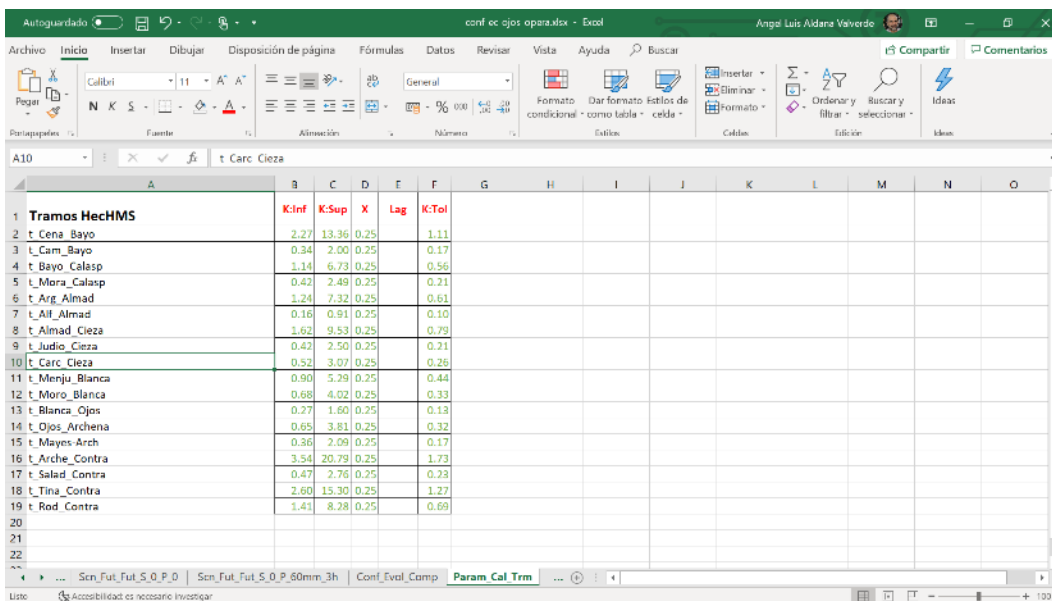 Autoguardado conf ec ojos opera.xlsx - Excel Angel Luis Aldana Valverde
Archivo Inicio Insertar Dibujar Disposición de página Fórmulas Datos Revisar Vista Ayuda Buscar Compartir Comentarios
Pegar Calibri 11 A A General Formato condicional Dar formato como tabla Estilos de celda Insertar Eliminar Formato Ordenar y filtrar Buscar y seleccionar Ideas
N K S A % 000
Portapapeles Fuente Alineación Número Estilos Celdas Edición Ideas
A10 fx t_Carc_Cieza
A B C D E F G H I J K L M N O
1 Tramos HecHMS K:Inf K:Sup X Lag K:Tol
2 t_Cena_Bayo 2.27 13.36 0.25 1.11
3 t_Cam_Bayo 0.34 2.00 0.25 0.17
4 t_Bayo_Calasp 1.14 6.73 0.25 0.56
5 t_Mora_Calasp 0.42 2.49 0.25 0.21
6 t_Arg_Almad 1.24 7.32 0.25 0.61
7 t_Alf_Almad 0.16 0.91 0.25 0.10
8 t_Almad_Cieza 1.62 9.53 0.25 0.79
9 t_Judio_Cieza 0.42 2.50 0.25 0.21
10 t_Carc_Cieza 0.52 3.07 0.25 0.26
11 t_Menju_Blanca 0.90 5.29 0.25 0.44
12 t_Moro_Blanca 0.68 4.02 0.25 0.33
13 t_Blanca_Ojos 0.27 1.60 0.25 0.13
14 t_Ojos_Archena 0.65 3.81 0.25 0.32
15 t_Mayes-Arch 0.36 2.09 0.25 0.17
16 t_Arche_Contra 3.54 20.79 0.25 1.73
17 t_Salad_Contra 0.47 2.76 0.25 0.23
18 t_Tina_Contra 2.60 15.30 0.25 1.27
19 t_Rod_Contra 1.41 8.28 0.25 0.69
20
21
22
... Scn_Fut_Fut_S_0_P_0 Scn_Fut_Fut_S_0_P_60mm_3h Conf_Eval_Comp Param_Cal_Trm ...
Listo Accesibilidad: es necesario investigar 100